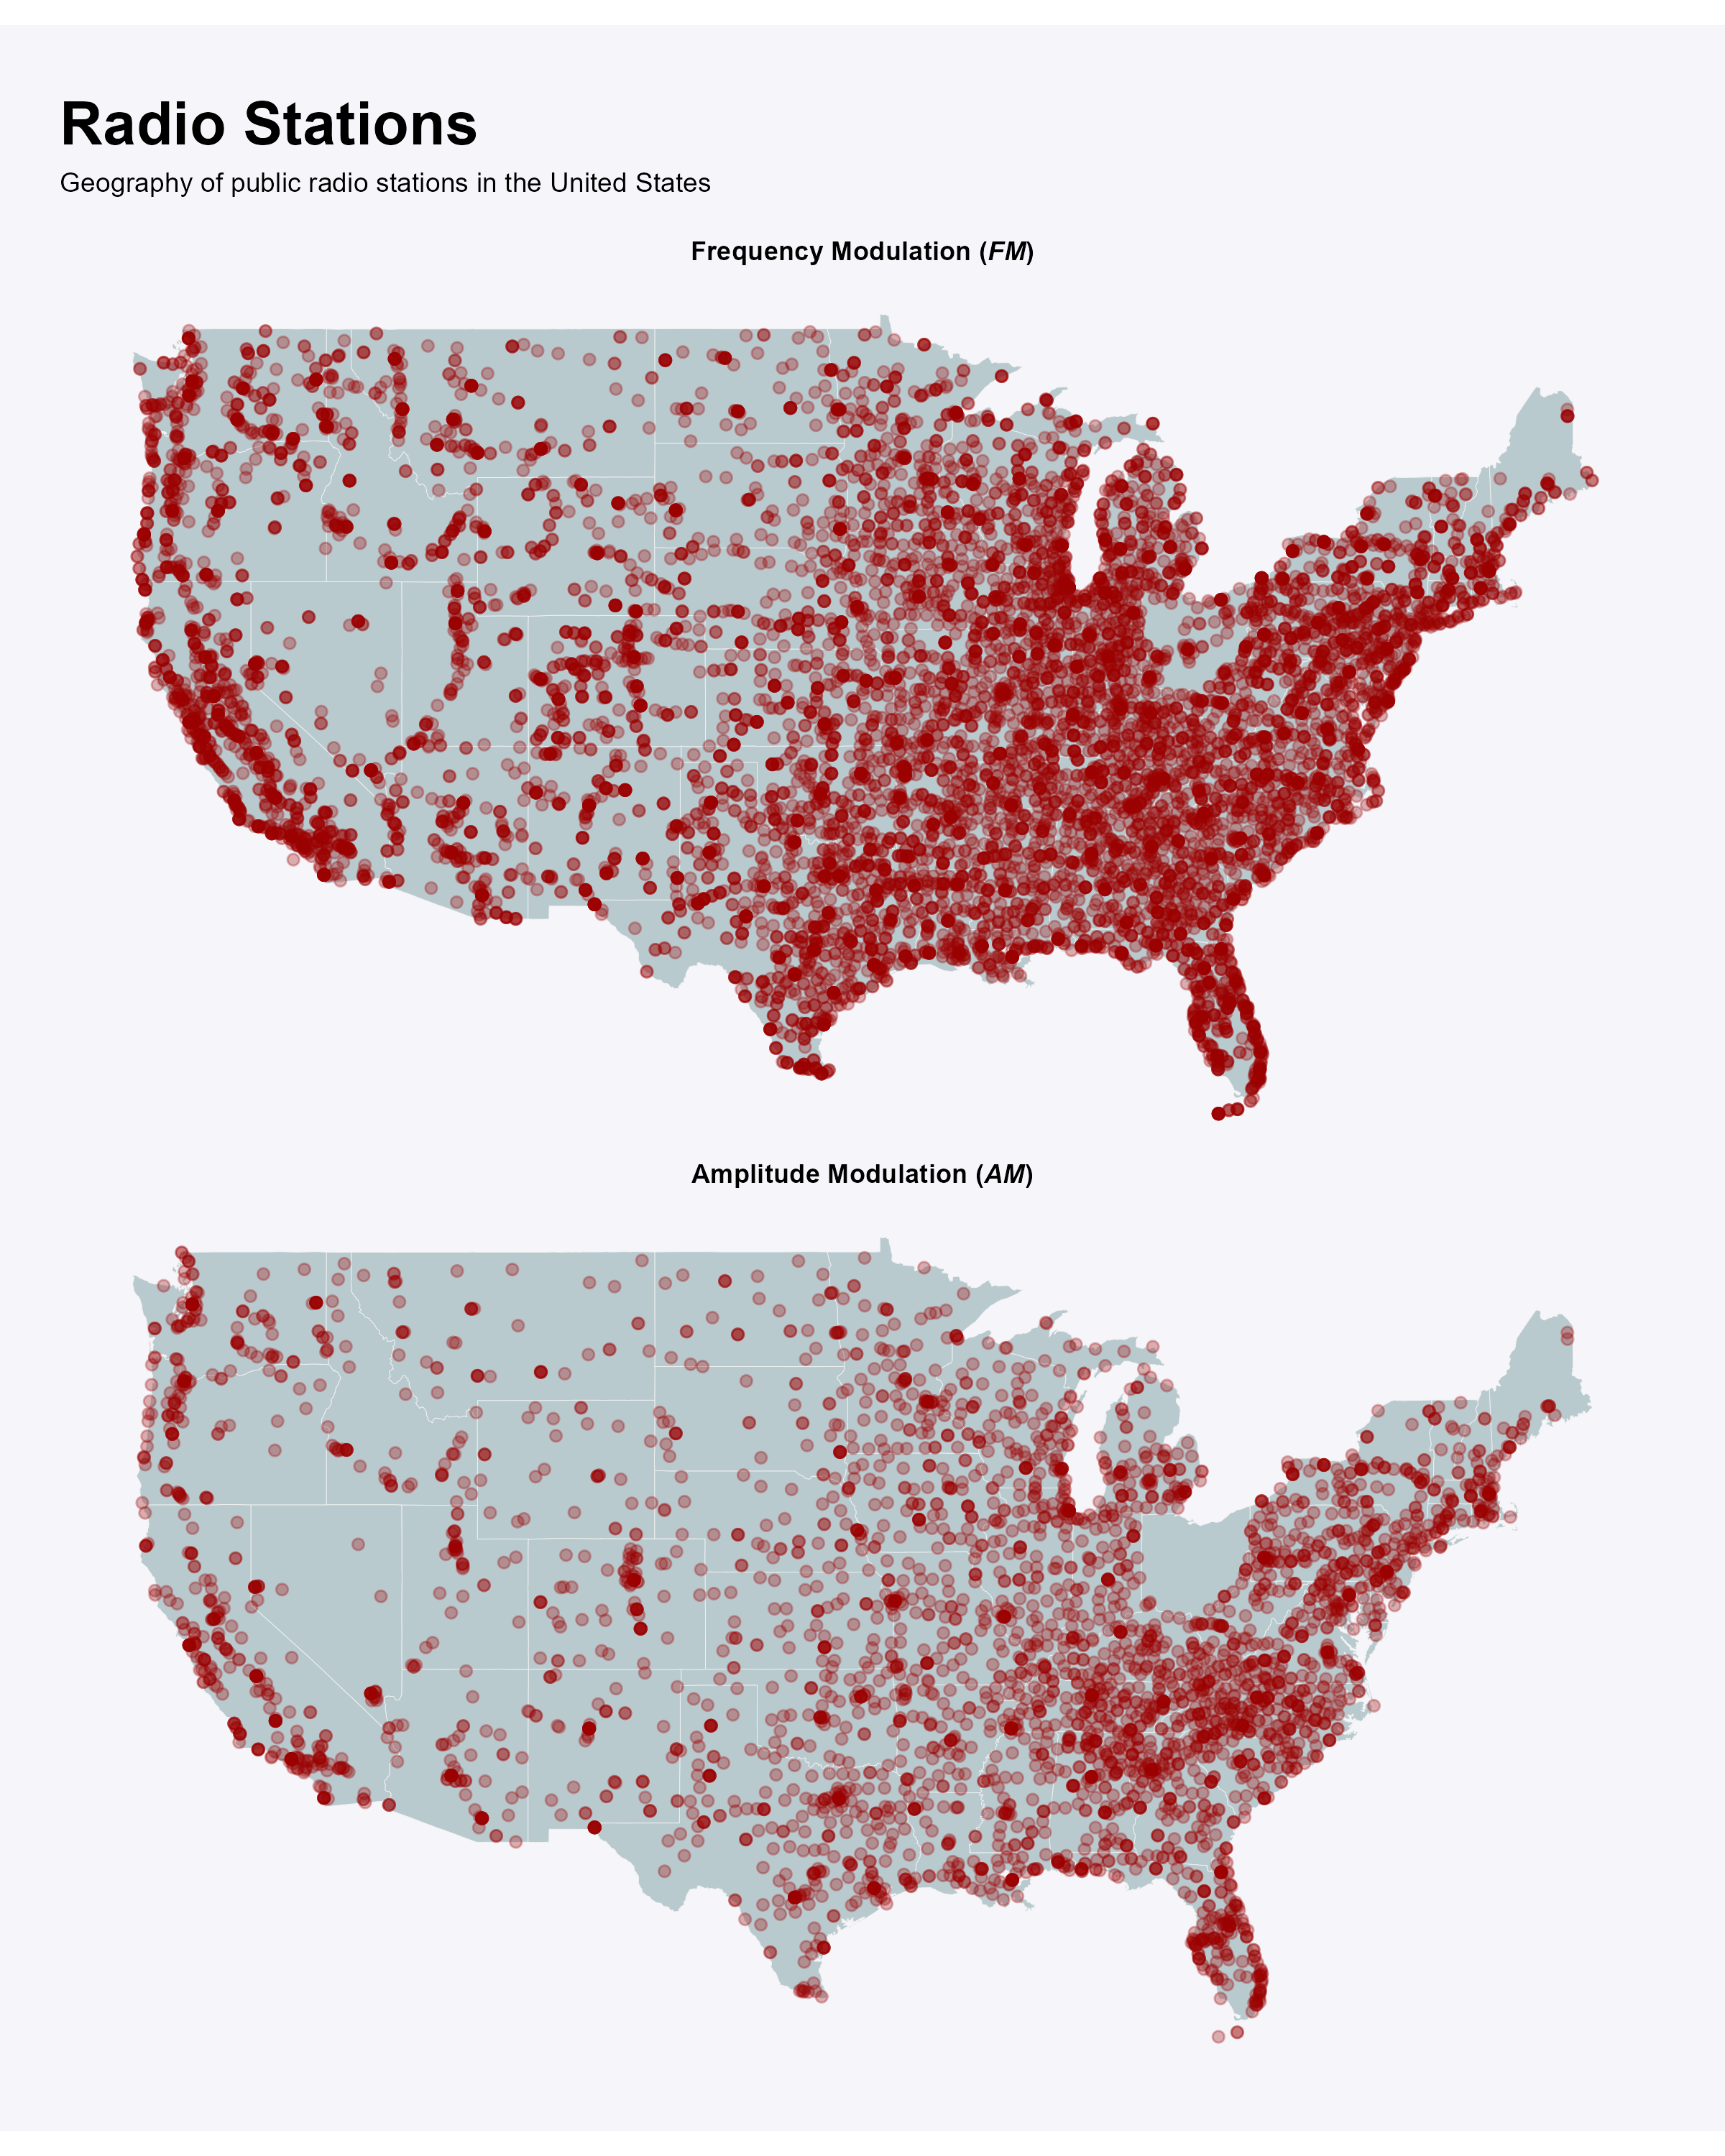 Radio Stations
Geography of public radio stations in the United States
Frequency Modulation (FM)
Amplitude Modulation (AM)